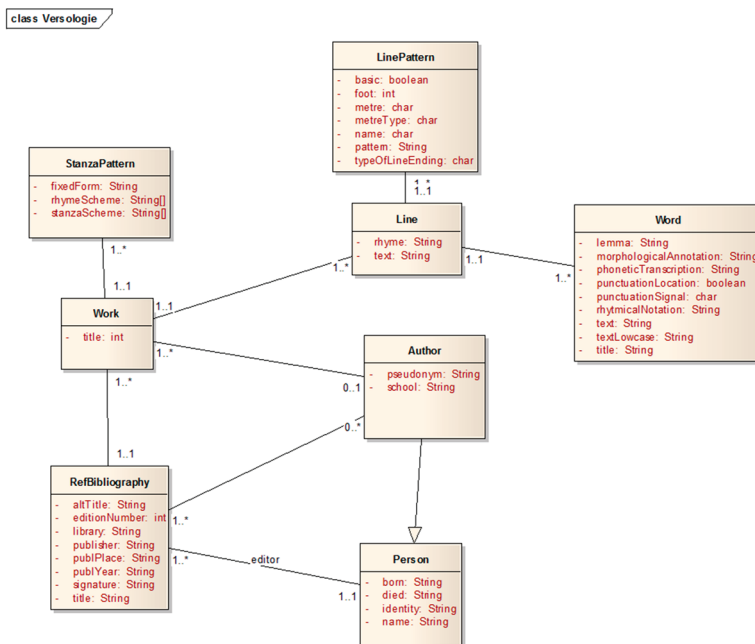 class Versologie
LinePattern
- basic: boolean
- foot: int
- metre: char
- metreType: char
- name: char
- pattern: String
- typeOfLineEnding: char
1..*
1..1
StanzaPattern
- fixedForm: String
- rhymeScheme: String[]
- stanzaScheme: String[]
1..*
1..1
Line
- rhyme: String
- text: String
1..*
1..1
Word
- lemma: String
- morphologicalAnnotation: String
- phoneticTranscription: String
- punctuationLocation: boolean
- punctuationSignal: char
- rhytmicalNotation: String
- text: String
- textLowcase: String
- title: String
1..*
Work
- title: int
1..1
1..*
1..*
1..1
Author
- pseudonym: String
- school: String
0..1
0..*
RefBibliography
- altTitle: String
- editionNumber: int
- library: String
- publisher: String
- publPlace: String
- publYear: String
- signature: String
- title: String
1..*
1..*
editor
1..1
Person
- born: String
- died: String
- identity: String
- name: String